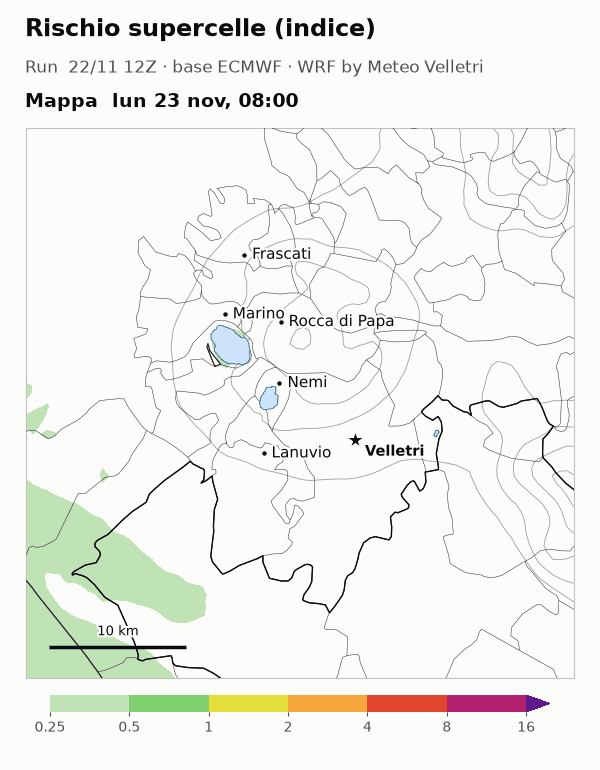 Rischio supercelle (indice)
Run  22/11 12Z · base ECMWF · WRF by Meteo Velletri
Mappa  lun 23 nov, 08:00
Frascati
Marino
Rocca di Papa
Nemi
Velletri
Lanuvio
10 km
0.25 0.5 1 2 4 8 16